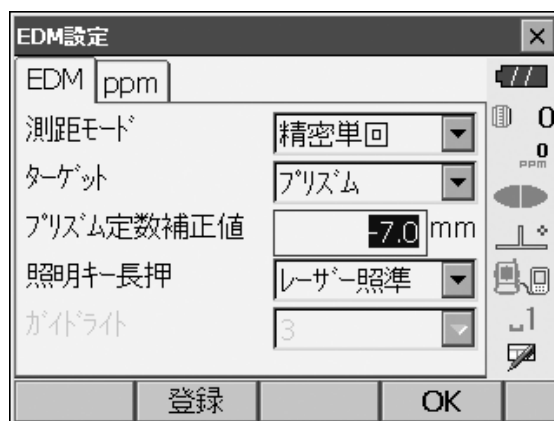 EDM設定
EDM ppm
測距モード 精密単回
ターゲット プリズム
プリズム定数補正値 -7.0 mm
照明キー長押 レーザー照準
ガイドライト 3
0
0
PPM
1
登録 OK